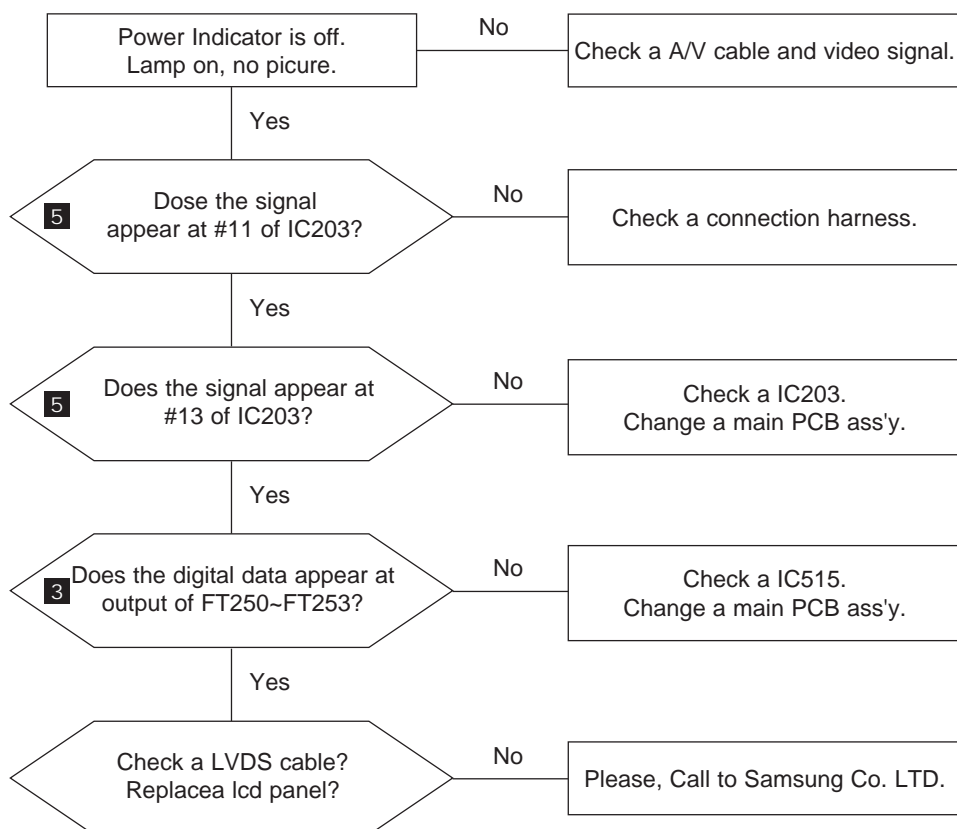 Power Indicator is off.
Lamp on, no picure.
No
Check a A/V cable and video signal.
Yes
5
Dose the signal
appear at #11 of IC203?
No
Check a connection harness.
Yes
5
Does the signal appear at
#13 of IC203?
No
Check a IC203.
Change a main PCB ass'y.
Yes
3
Does the digital data appear at
output of FT250~FT253?
No
Check a IC515.
Change a main PCB ass'y.
Yes
Check a LVDS cable?
Replacea lcd panel?
No
Please, Call to Samsung Co. LTD.